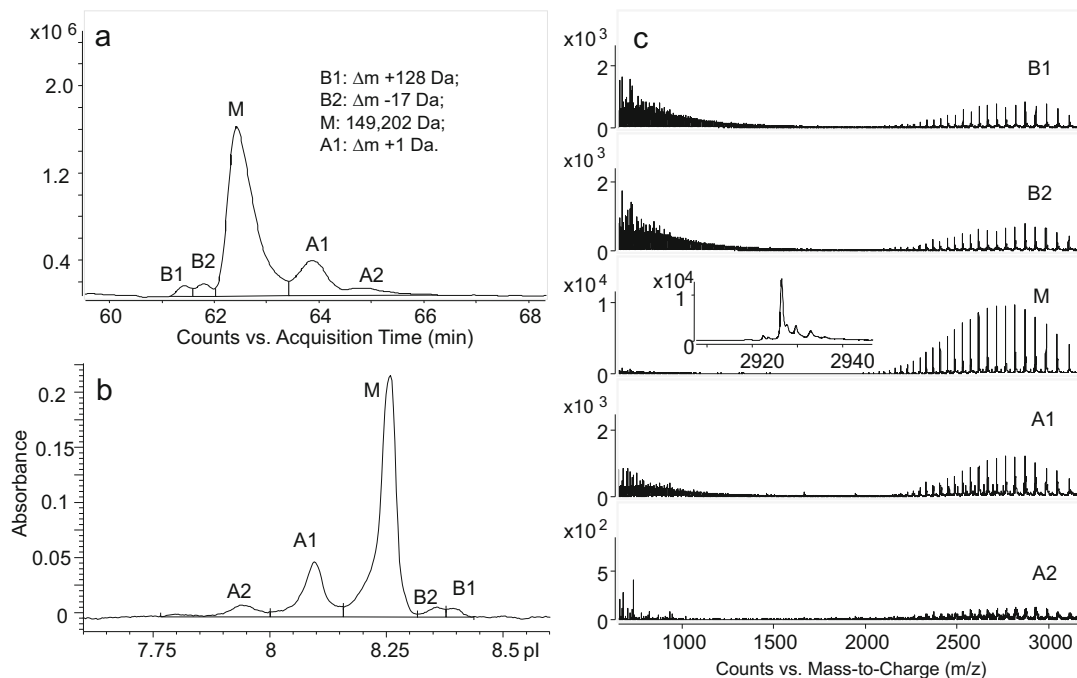 a
x10 6
2.0
1.2
0.4
B1: Δm +128 Da;
B2: Δm -17 Da;
M: 149,202 Da;
A1: Δm +1 Da.
M
B1
B2
A1
A2
60 62 64 66 68
Counts vs. Acquisition Time (min)
b
0.2
0.15
0.1
0.05
0
Absorbance
M
A1
A2
B2
B1
7.75 8 8.25 8.5 pI
c
x10 3
2
0
B1
x10 3
2
0
B2
x10 4
1
0
M
x10 4
1
0
2920 2940
x10 3
2
0
A1
x10 2
5
0
A2
1000 1500 2000 2500 3000
Counts vs. Mass-to-Charge (m/z)